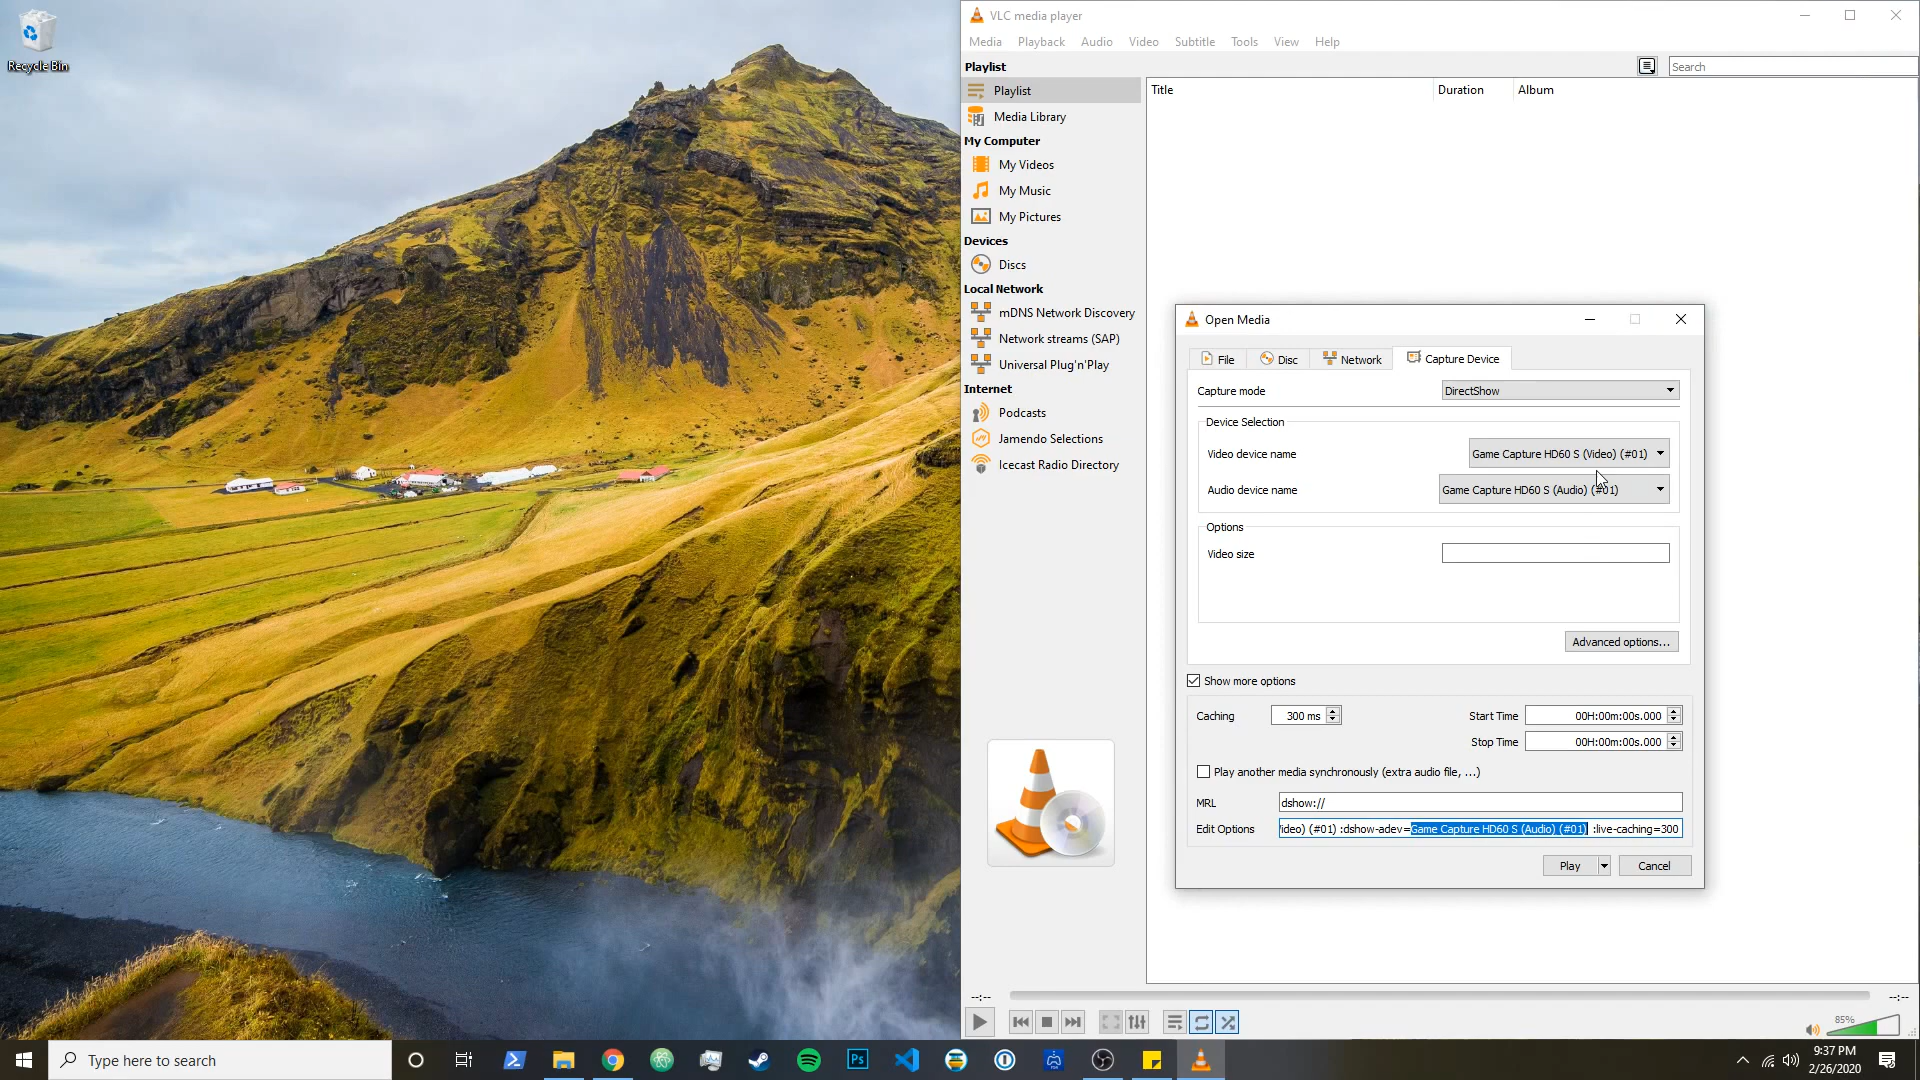 Recycle Bin
VLC media player
Media Playback Audio Video Subtitle Tools View Help
Playlist
Search
Playlist
Media Library
My Computer
My Videos
My Music
My Pictures
Devices
Discs
Local Network
mDNS Network Discovery
Network streams (SAP)
Universal Plug'n'Play
Internet
Podcasts
Jamendo Selections
Icecast Radio Directory
Title Duration Album
Open Media
File Disc Network Capture Device
Capture mode DirectShow
Device Selection
Video device name Game Capture HD60 S (Video) (#01)
Audio device name Game Capture HD60 S (Audio) (#01)
Options
Video size
Advanced options...
Show more options
Caching 300 ms Start Time 00H:00m:00s.000
Stop Time 00H:00m:00s.000
Play another media synchronously (extra audio file, ...)
MRL dshow://
Edit Options ideo) (#01) :dshow-adev=Game Capture HD60 S (Audio) (#01) :live-caching=300
Play Cancel
--:-- --:--
85%
Type here to search
Ps
9:37 PM
2/26/2020